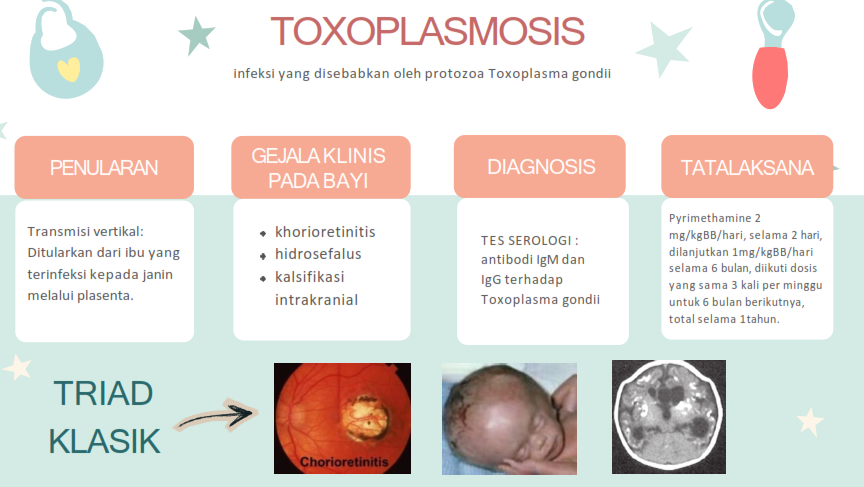 TOXOPLASMOSIS
infeksi yang disebabkan oleh protozoa Toxoplasma gondii
PENULARAN
Transmisi vertikal:
Ditularkan dari ibu yang
terinfeksi kepada janin
melalui plasenta.
GEJALA KLINIS
PADA BAYI
khorioretinitis
hidrosefalus
kalsifikasi
intrakranial
DIAGNOSIS
TES SEROLOGI :
antibodi IgM dan
IgG terhadap
Toxoplasma gondii
TATALAKSANA
Pyrimethamine 2
mg/kgBB/hari, selama 2 hari,
dilanjutkan 1mg/kgBB/hari
selama 6 bulan, diikuti dosis
yang sama 3 kali per minggu
untuk 6 bulan berikutnya,
total selama 1tahun.
TRIAD
KLASIK
Chorioretinitis